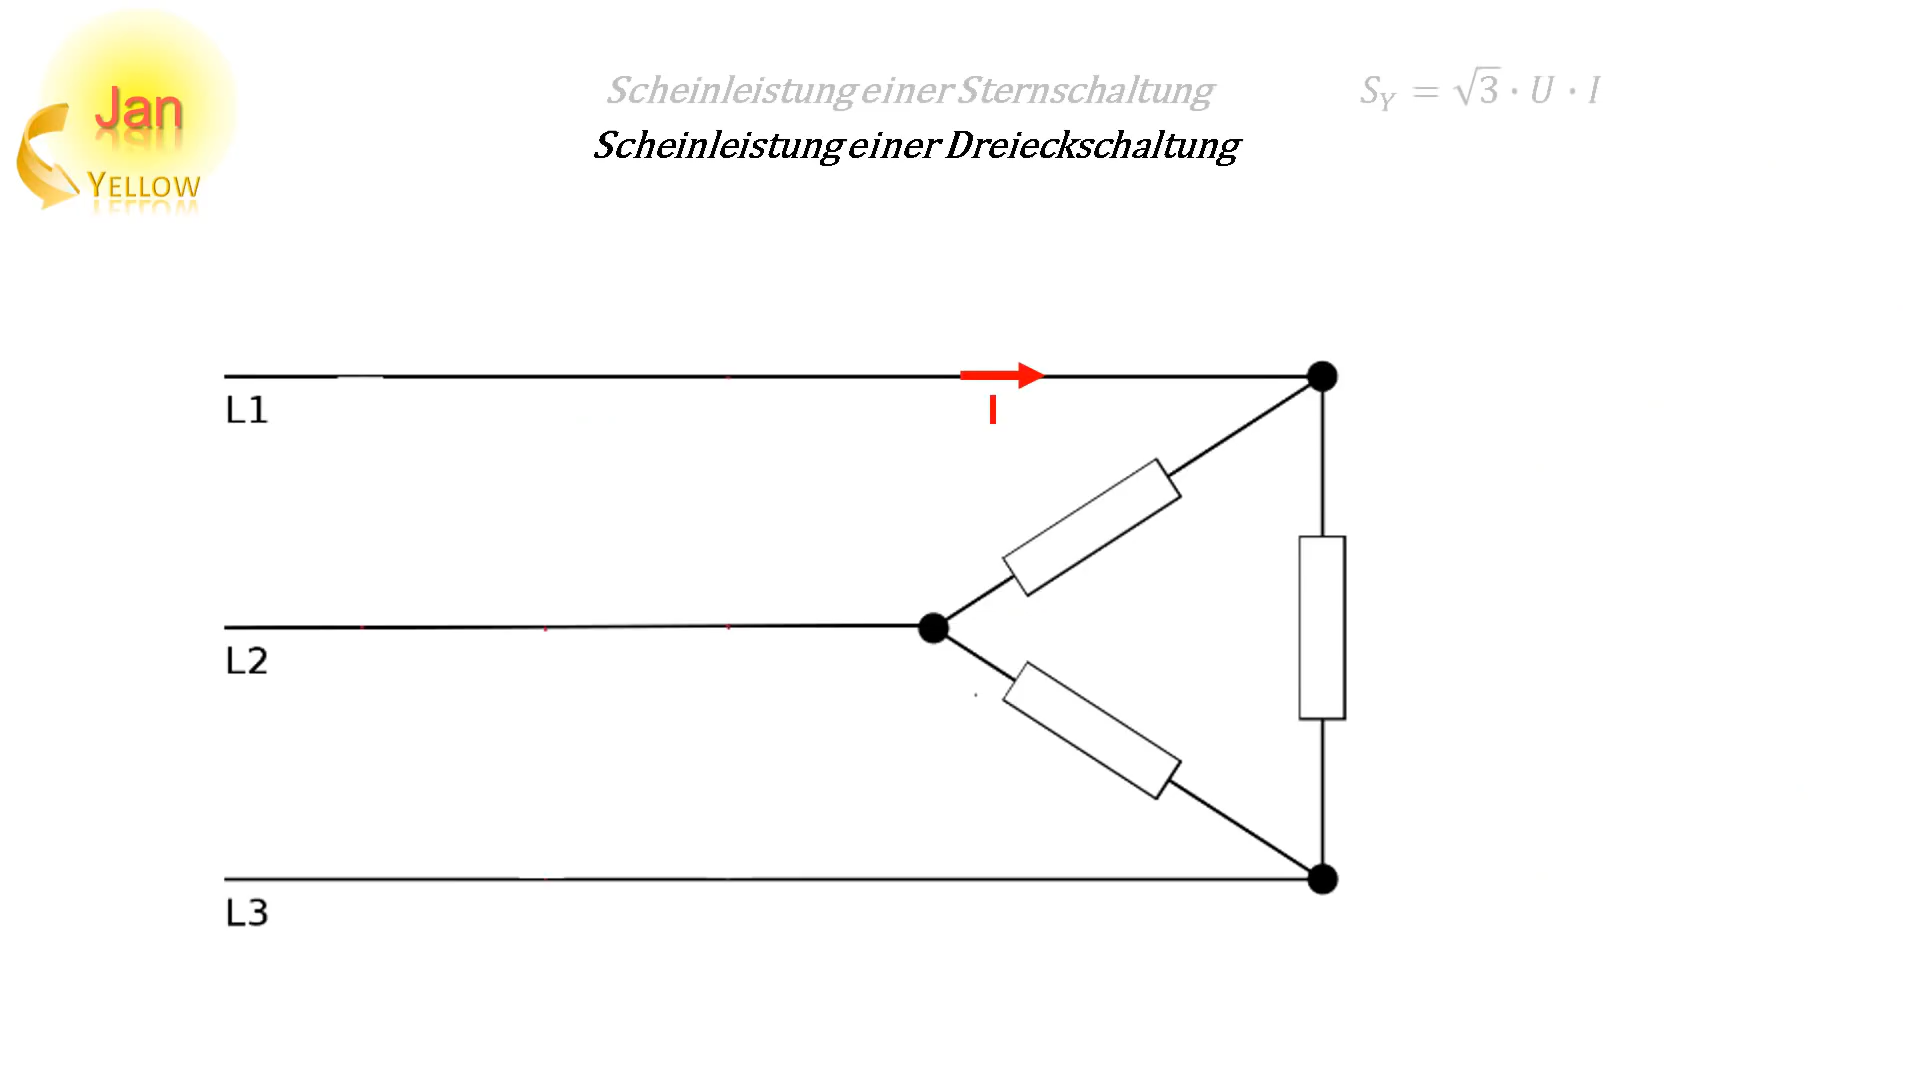 Jan
YELLOW
Scheinleistung einer Sternschaltung
S_Y = √3 · U · I
Scheinleistung einer Dreieckschaltung
L1
I
L2
L3